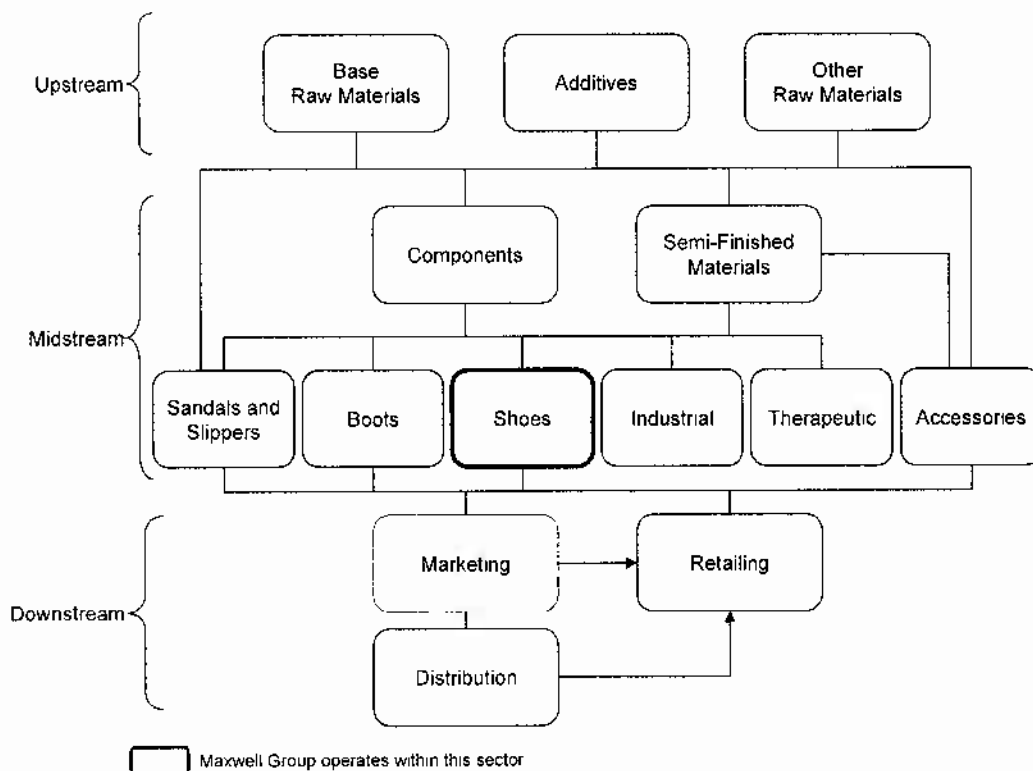 Upstream
Base
Raw Materials
Additives
Other
Raw Materials
Midstream
Components
Semi-Finished
Materials
Sandals and
Slippers
Boots
Shoes
Industrial
Therapeutic
Accessories
Downstream
Marketing
Retailing
Distribution
Maxwell Group operates within this sector